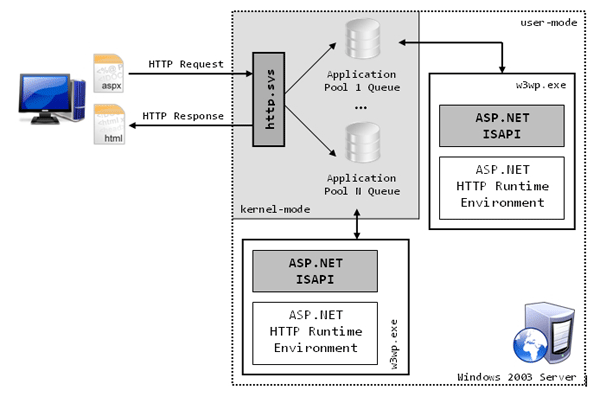 user-mode
HTTP Request
aspx
HTTP Response
html
http.sys
Application
Pool 1 Queue
...
Application
Pool N Queue
kernel-mode
w3wp.exe
ASP.NET
ISAPI
ASP.NET
HTTP Runtime
Environment
ASP.NET
ISAPI
ASP.NET
HTTP Runtime
Environment
w3wp.exe
Windows 2003 Server